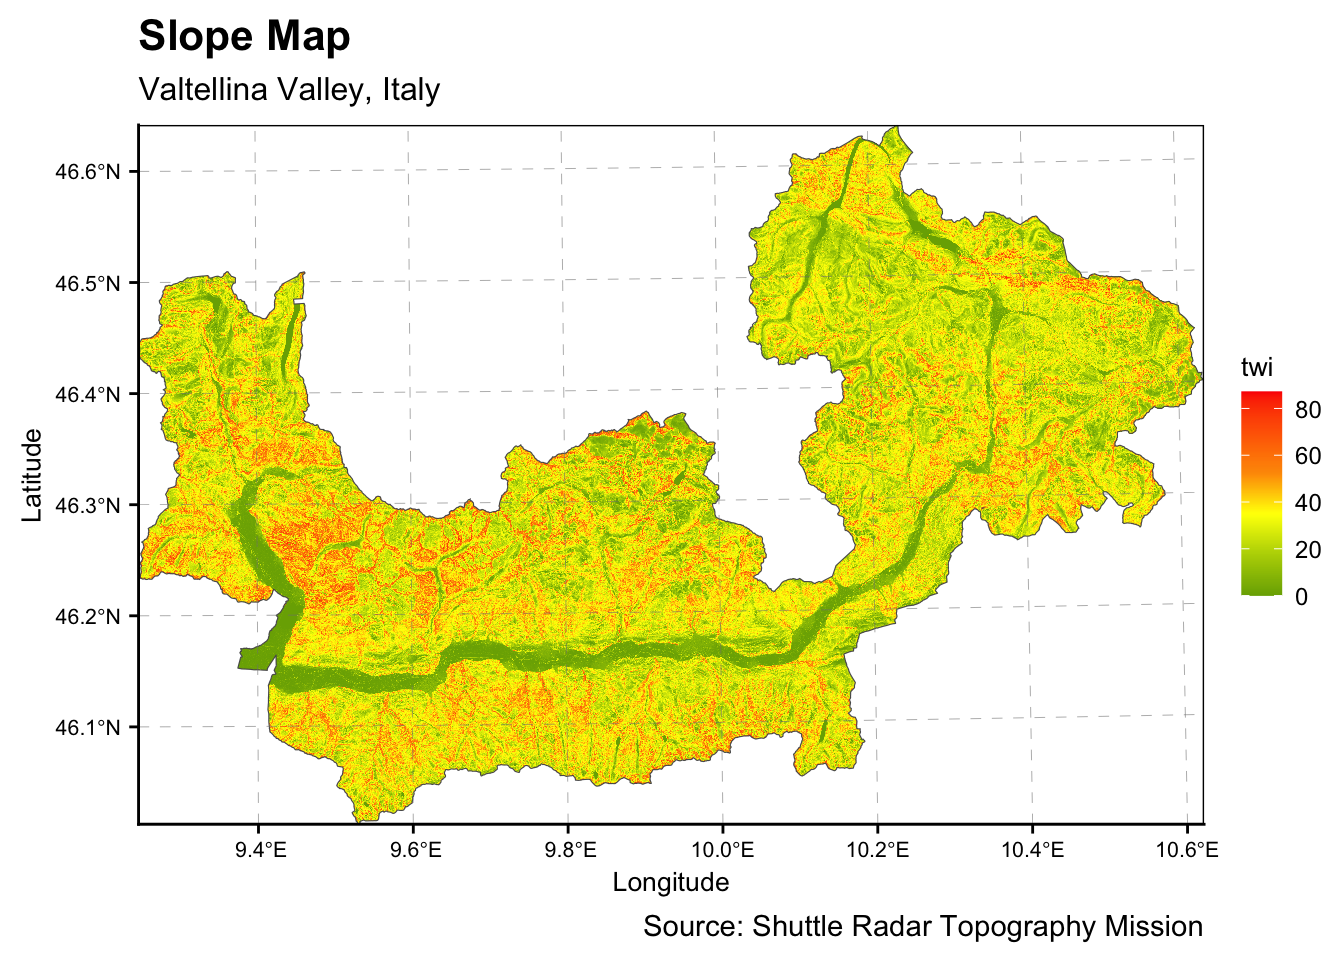 Slope Map
Valtellina Valley, Italy
46.6°N
46.5°N
46.4°N
46.3°N
46.2°N
46.1°N
Latitude
9.4°E 9.6°E 9.8°E 10.0°E 10.2°E 10.4°E 10.6°E
Longitude
twi
80
60
40
20
0
Source: Shuttle Radar Topography Mission